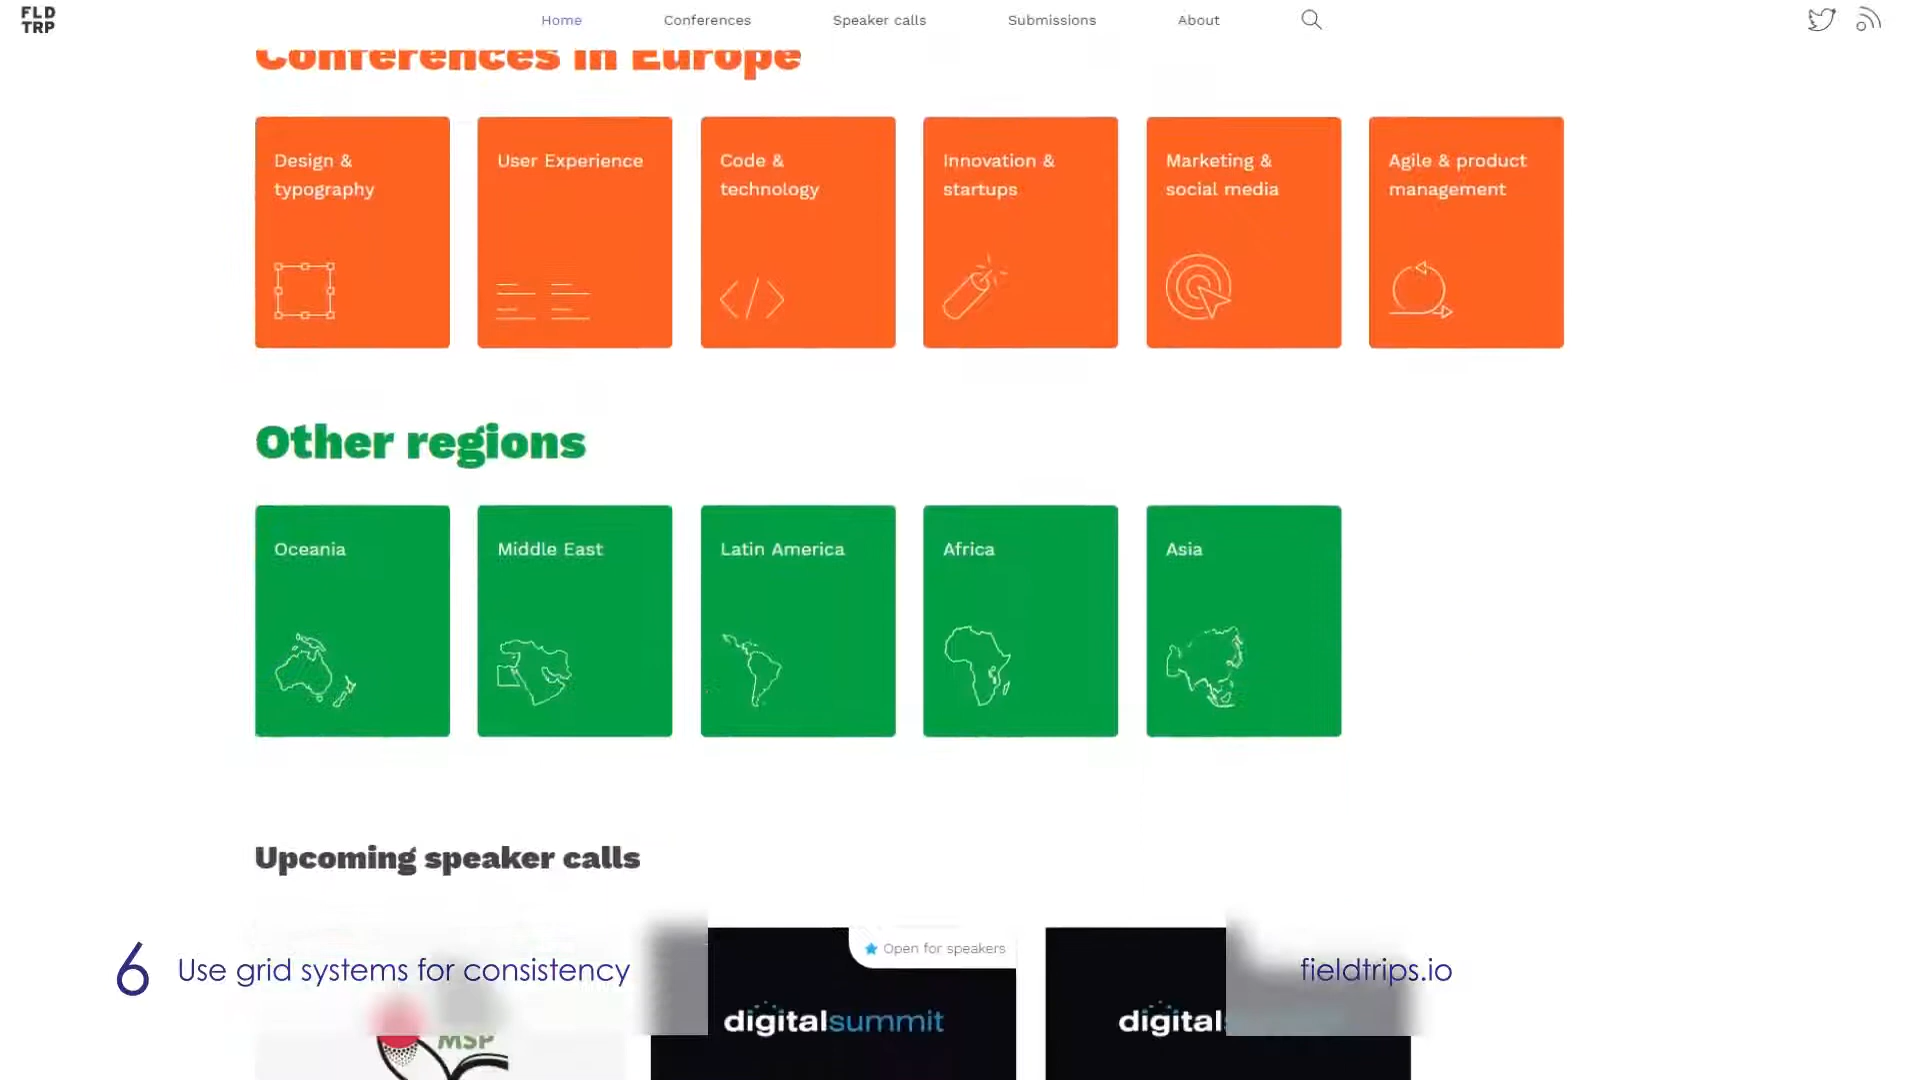 FLD
TRP
Home
Conferences
Speaker calls
Submissions
About
Conferences in Europe
Design &
typography
User Experience
Code &
technology
Innovation &
startups
Marketing &
social media
Agile & product
management
Other regions
Oceania
Middle East
Latin America
Africa
Asia
Upcoming speaker calls
Open for speakers
6 Use grid systems for consistency
fieldtrips.io
MSP
digitalsummit
digital